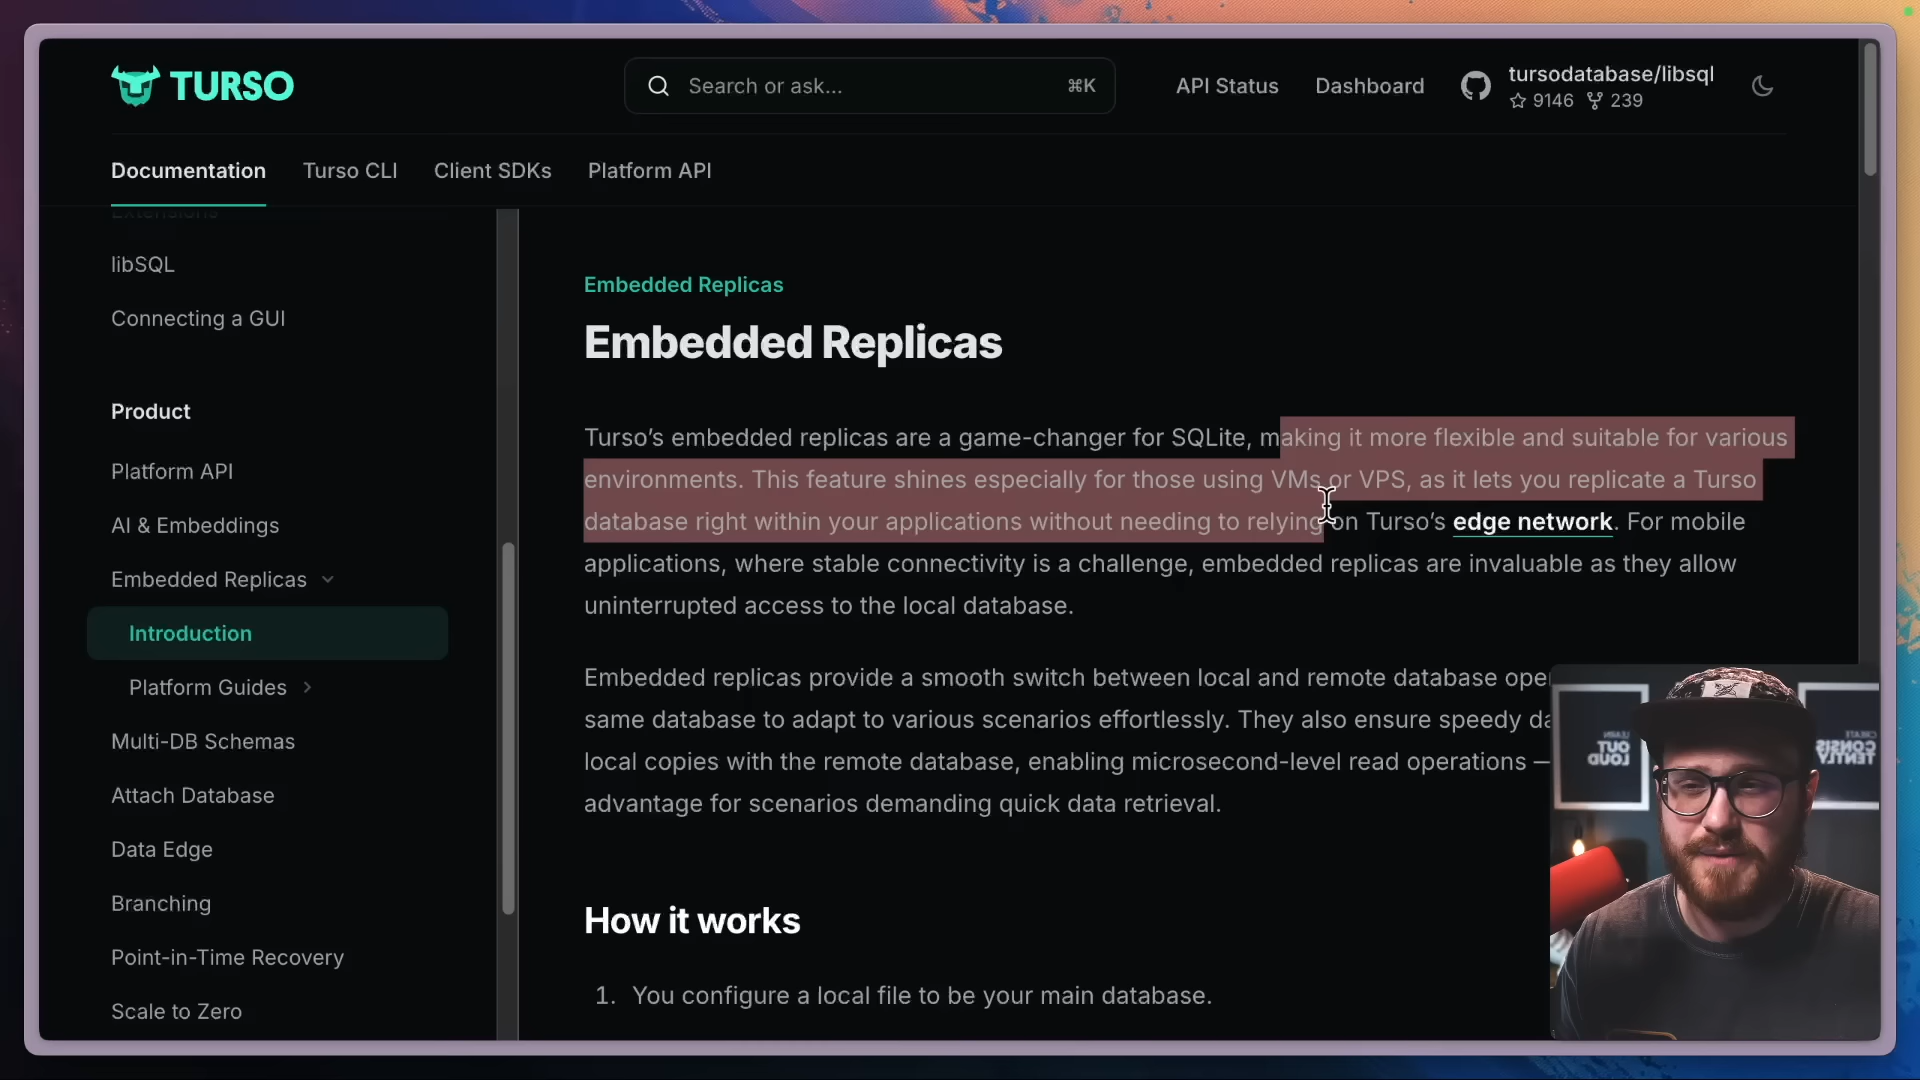 TURSO
Search or ask...
⌘K
API Status
Dashboard
tursodatabase/libsql
9146
239
Documentation
Turso CLI
Client SDKs
Platform API
Extensions
libSQL
Connecting a GUI
Product
Platform API
AI & Embeddings
Embedded Replicas
Introduction
Platform Guides
Multi-DB Schemas
Attach Database
Data Edge
Branching
Point-in-Time Recovery
Scale to Zero
Embedded Replicas
Embedded Replicas
Turso’s embedded replicas are a game-changer for SQLite, making it more flexible and suitable for various
environments. This feature shines especially for those using VMs or VPS, as it lets you replicate a Turso
database right within your applications without needing to relying on Turso’s edge network. For mobile
applications, where stable connectivity is a challenge, embedded replicas are invaluable as they allow
uninterrupted access to the local database.
Embedded replicas provide a smooth switch between local and remote database ope
same database to adapt to various scenarios effortlessly. They also ensure speedy da
local copies with the remote database, enabling microsecond-level read operations —
advantage for scenarios demanding quick data retrieval.
How it works
1. You configure a local file to be your main database.
LEARN
OUT
LOUD
CREATE
CONSIS
TENTLY